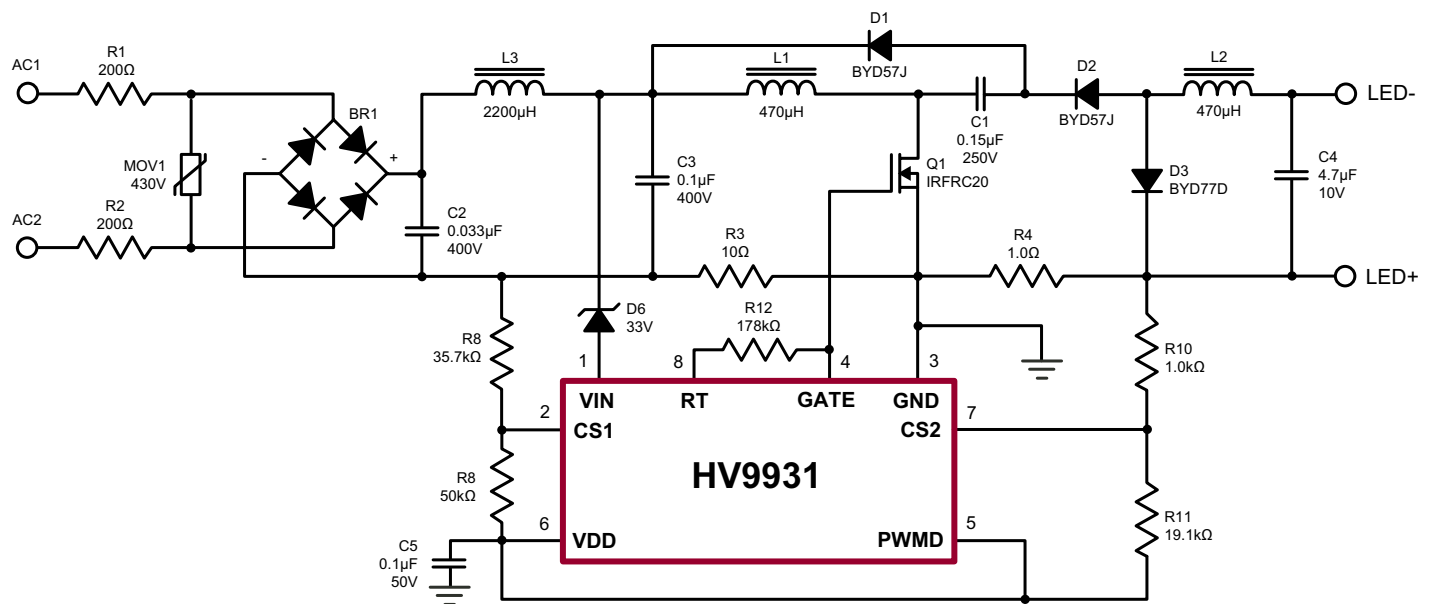 AC1
R1
200Ω
MOV1
430V
AC2
R2
200Ω
BR1
-
+
L3
2200µH
C2
0.033µF
400V
C3
0.1µF
400V
D1
BYD57J
L1
470µH
C1
0.15µF
250V
D2
BYD57J
L2
470µH
LED-
Q1
IRFRC20
D3
BYD77D
C4
4.7µF
10V
R3
10Ω
R4
1.0Ω
LED+
R8
35.7kΩ
D6
33V
R12
178kΩ
R10
1.0kΩ
1
8
4
3
VIN
RT
GATE
GND
2
CS1
CS2
7
HV9931
R8
50kΩ
6
VDD
PWMD
5
R11
19.1kΩ
C5
0.1µF
50V